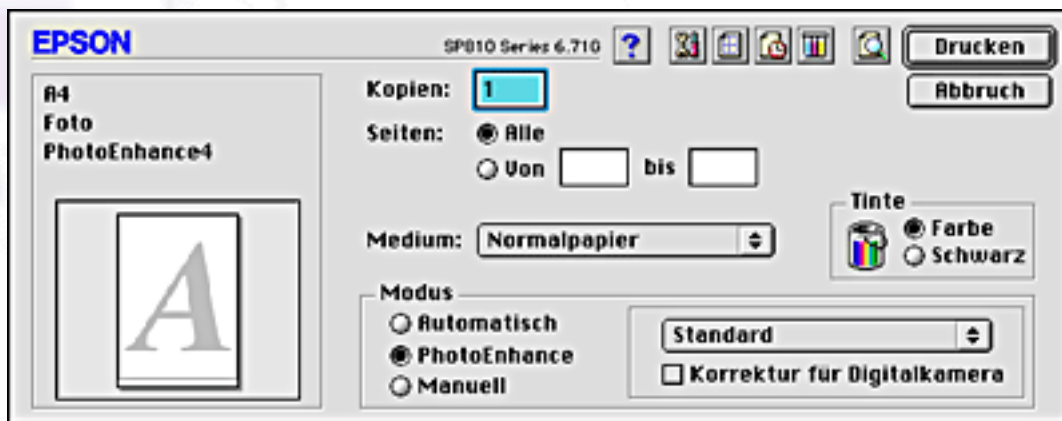 EPSON
SP810 Series 6.710
?
Drucken
Abbruch
A4
Foto
PhotoEnhance4
A
Kopien: 1
Seiten: Alle
Von bis
Medium: Normalpapier
Tinte
Farbe
Schwarz
Modus
Automatisch
PhotoEnhance
Manuell
Standard
Korrektur für Digitalkamera